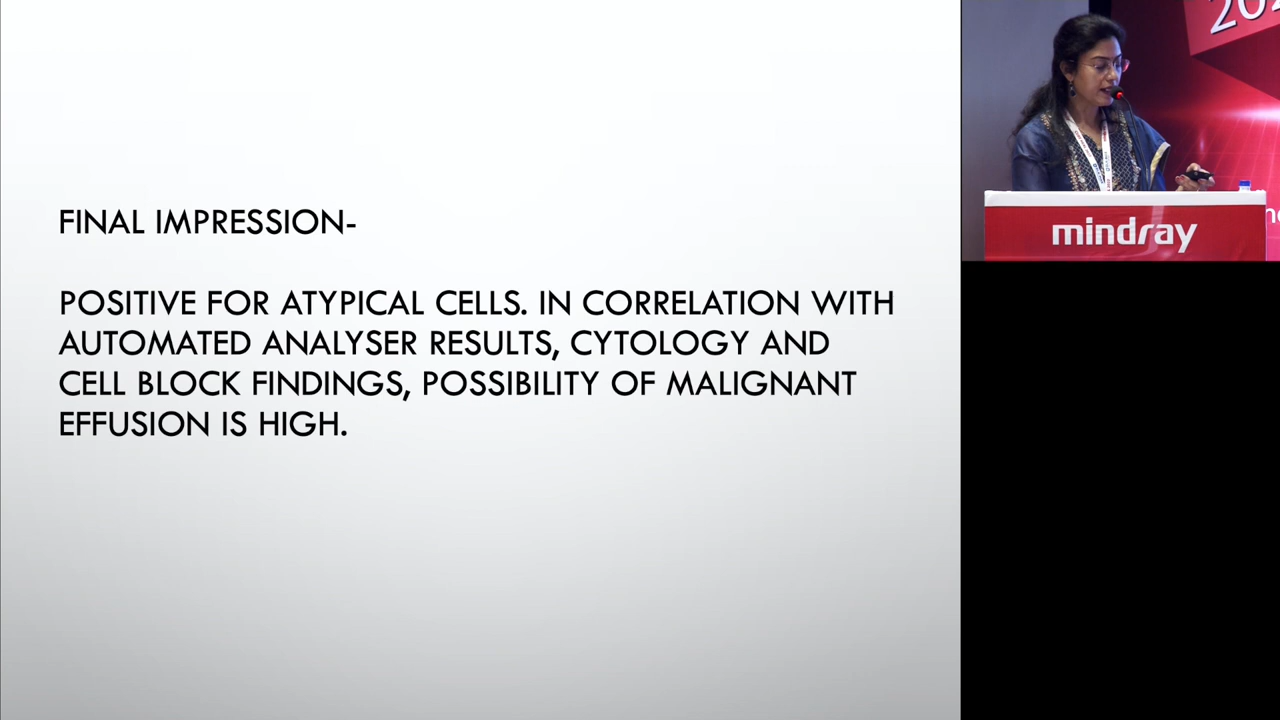 FINAL IMPRESSION-
POSITIVE FOR ATYPICAL CELLS. IN CORRELATION WITH
AUTOMATED ANALYSER RESULTS, CYTOLOGY AND
CELL BLOCK FINDINGS, POSSIBILITY OF MALIGNANT
EFFUSION IS HIGH.
mindray